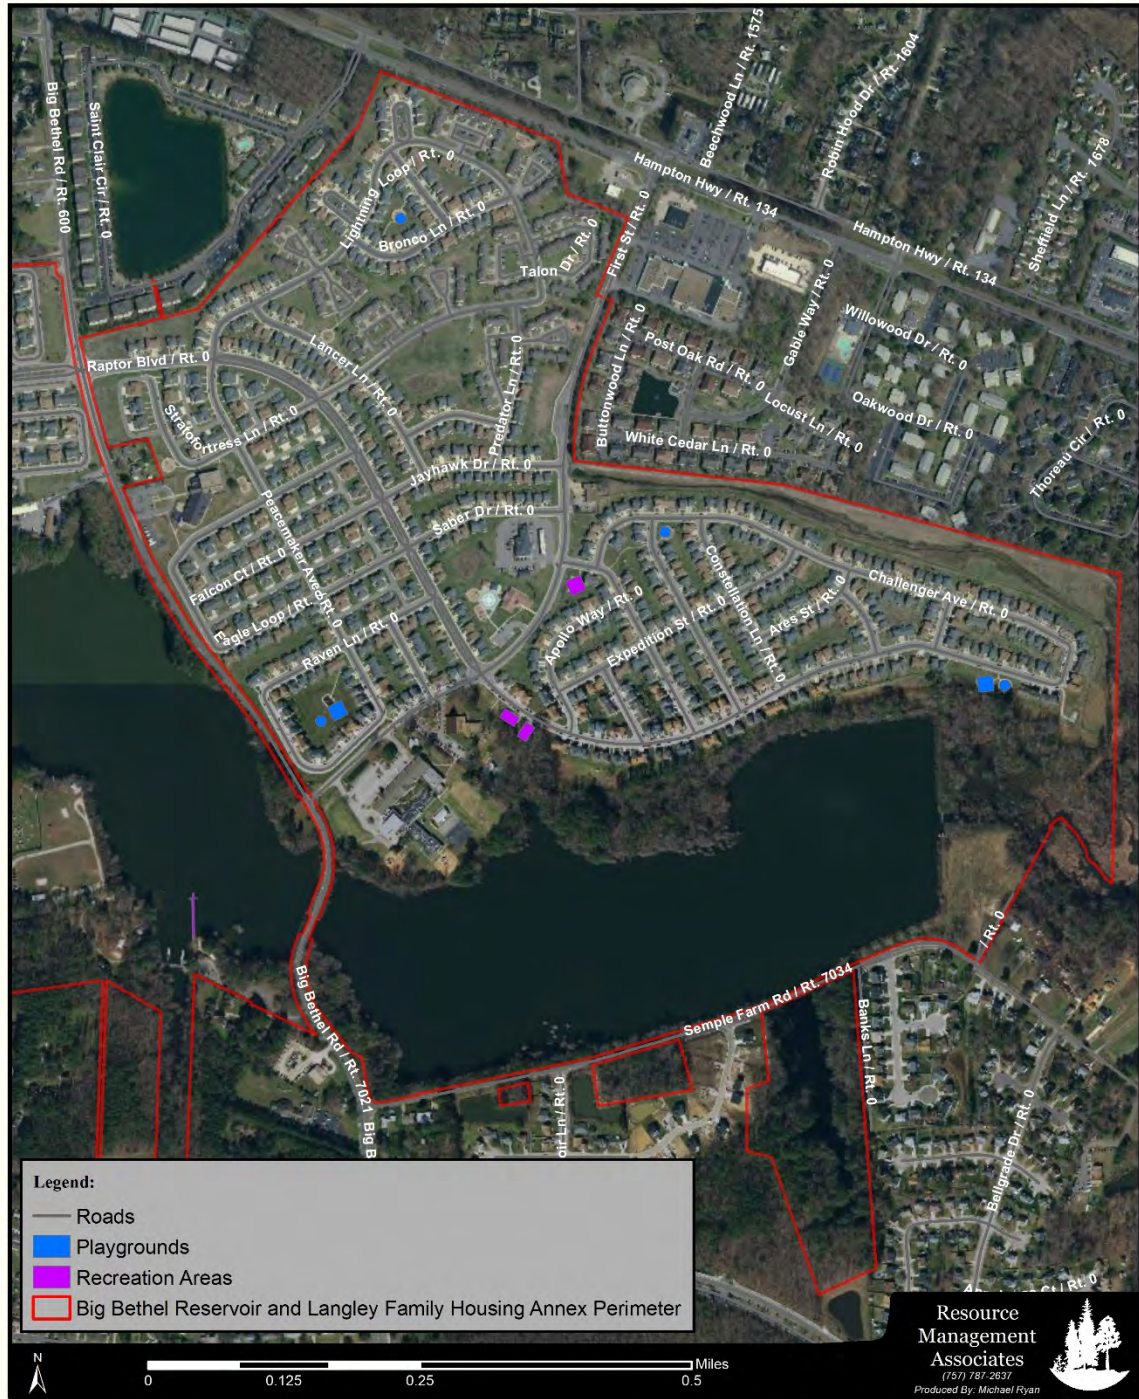 Big Bethel Rd / Rt. 600
Saint Clair Cir / Rt. 0
Beechwood Ln / Rt. 1575
Robin Hood Dr / Rt. 1604
Sheffield Ln / Rt. 1678
Hampton Hwy / Rt. 134
Hampton Hwy / Rt. 134
Lightning Loop / Rt. 0
Bronco Ln / Rt. 0
Talon Dr / Rt. 0
First St / Rt. 0
Gable Way / Rt. 0
Willowood Dr / Rt. 0
Raptor Blvd / Rt. 0
Lancer Ln / Rt. 0
Predator Ln / Rt. 0
Buttonwood Ln / Rt. 0
Post Oak Rd / Rt. 0
Locust Ln / Rt. 0
Oakwood Dr / Rt. 0
Stratofortress Ln / Rt. 0
White Cedar Ln / Rt. 0
Thoreau Cir / Rt. 0
Jayhawk Dr / Rt. 0
Saber Dr / Rt. 0
Peacemaker Ave / Rt. 0
Falcon Ct / Rt. 0
Eagle Loop / Rt. 0
Raven Ln / Rt. 0
Apollo Way / Rt. 0
Expedition St / Rt. 0
Constellation Ln / Rt. 0
Ares St / Rt. 0
Challenger Ave / Rt. 0
/ Rt. 0
Big Bethel Rd / Rt. 7021 Big B
Semple Farm Rd / Rt. 7034
Banks Ln / Rt. 0
oir Ln / Rt. 0
Bellgrade Dr / Rt. 0
Ct / Rt. 0
Legend:
Roads
Playgrounds
Recreation Areas
Big Bethel Reservoir and Langley Family Housing Annex Perimeter
N
0 0.125 0.25 0.5 Miles
Resource
Management
Associates
(757) 787-2637
Produced By: Michael Ryan